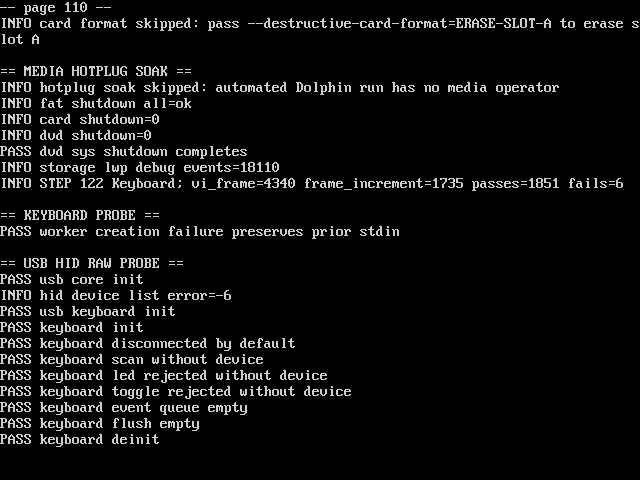 -- page 110 --
INFO card format skipped: pass --destructive-card-format=ERASE-SLOT-A to erase s
lot A
== MEDIA HOTPLUG SOAK ==
INFO hotplug soak skipped: automated Dolphin run has no media operator
INFO fat shutdown all=ok
INFO card shutdown=0
INFO dvd shutdown=0
PASS dvd sys shutdown completes
INFO storage lwp debug events=18110
INFO STEP 122 Keyboard; vi_frame=4340 frame_increment=1735 passes=1851 fails=6
== KEYBOARD PROBE ==
PASS worker creation failure preserves prior stdin
== USB HID RAW PROBE ==
PASS usb core init
INFO hid device list error=-6
PASS usb keyboard init
PASS keyboard init
PASS keyboard disconnected by default
PASS keyboard scan without device
PASS keyboard led rejected without device
PASS keyboard toggle rejected without device
PASS keyboard event queue empty
PASS keyboard flush empty
PASS keyboard deinit